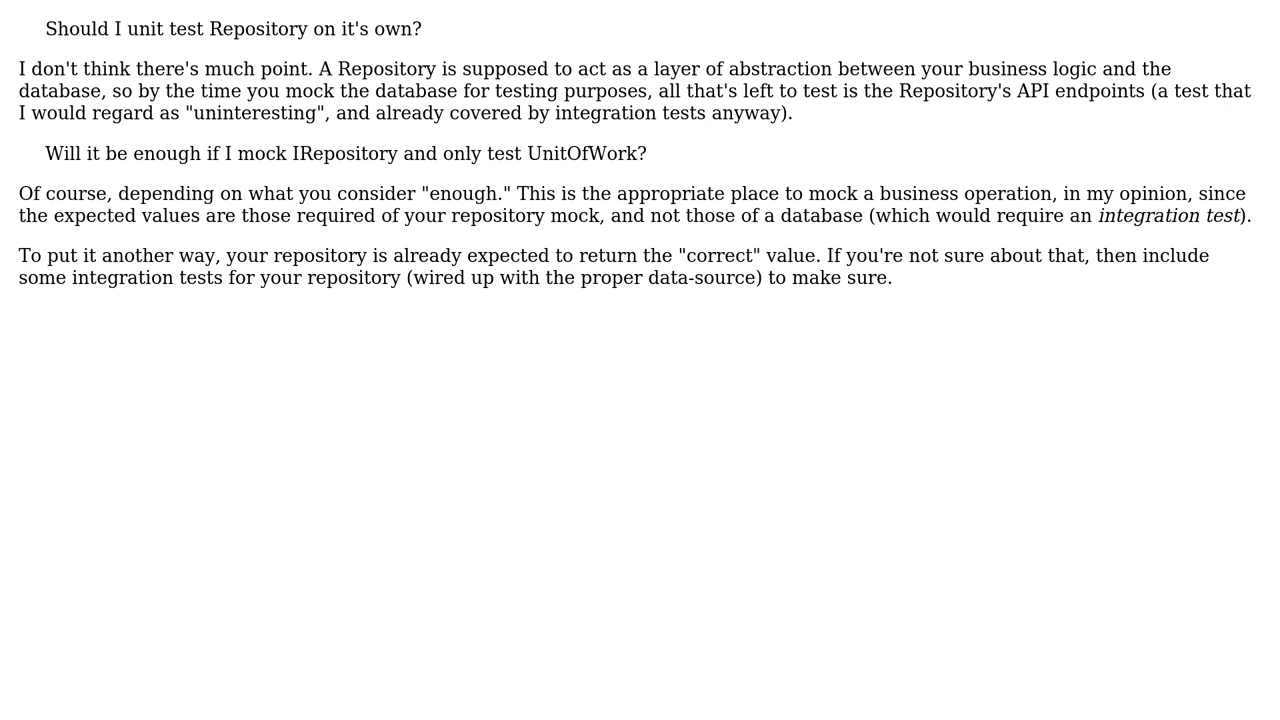 Should I unit test Repository on it's own?
I don't think there's much point. A Repository is supposed to act as a layer of abstraction between your business logic and the
database, so by the time you mock the database for testing purposes, all that's left to test is the Repository's API endpoints (a test that
I would regard as "uninteresting", and already covered by integration tests anyway).
Will it be enough if I mock IRepository and only test UnitOfWork?
Of course, depending on what you consider "enough." This is the appropriate place to mock a business operation, in my opinion, since
the expected values are those required of your repository mock, and not those of a database (which would require an integration test).
To put it another way, your repository is already expected to return the "correct" value. If you're not sure about that, then include
some integration tests for your repository (wired up with the proper data-source) to make sure.